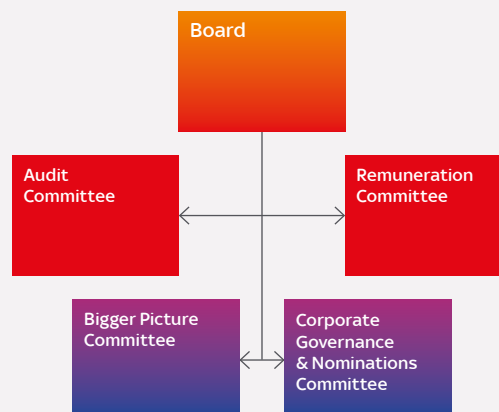 Board
Audit
Committee
Remuneration
Committee
Bigger Picture
Committee
Corporate
Governance
& Nominations
Committee